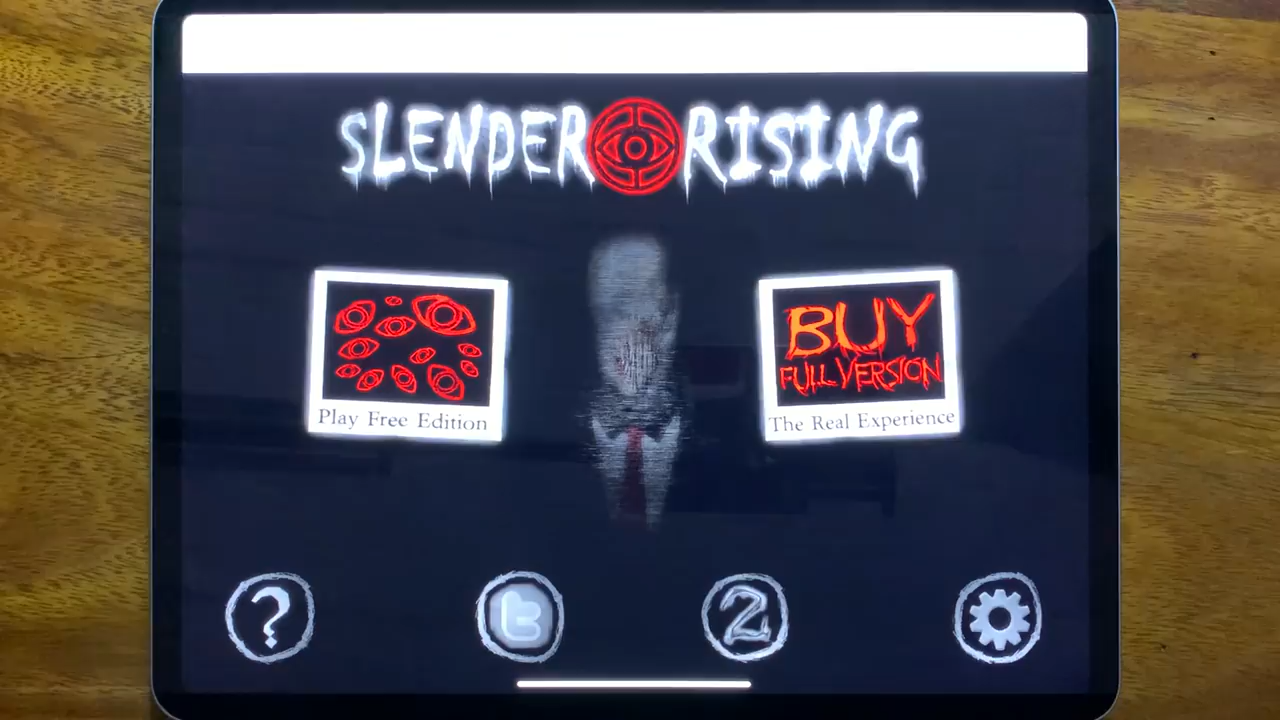 SLENDER RISING
Play Free Edition
BUY
FULL VERSION
The Real Experience
?
t
2